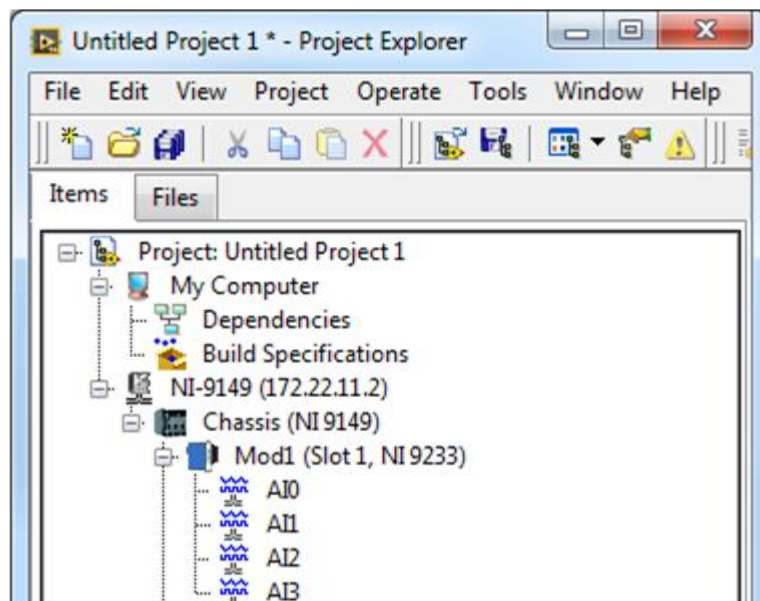 Untitled Project 1 * - Project Explorer
File Edit View Project Operate Tools Window Help
Items Files
Project: Untitled Project 1
My Computer
Dependencies
Build Specifications
NI-9149 (172.22.11.2)
Chassis (NI 9149)
Mod1 (Slot 1, NI 9233)
AI0
AI1
AI2
AI3